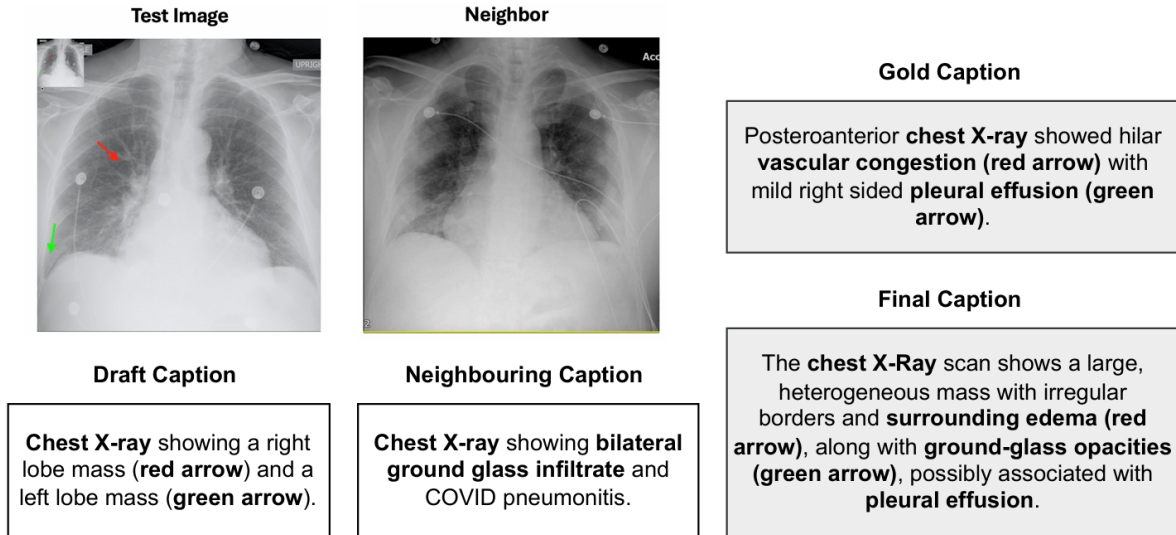 Test Image
Neighbor
UPRIGH
Acc
2
Gold Caption
Posteroanterior chest X-ray showed hilar
vascular congestion (red arrow) with
mild right sided pleural effusion (green
arrow).
Final Caption
The chest X-Ray scan shows a large,
heterogeneous mass with irregular
borders and surrounding edema (red
arrow), along with ground-glass opacities
(green arrow), possibly associated with
pleural effusion.
Draft Caption
Chest X-ray showing a right
lobe mass (red arrow) and a
left lobe mass (green arrow).
Neighbouring Caption
Chest X-ray showing bilateral
ground glass infiltrate and
COVID pneumonitis.